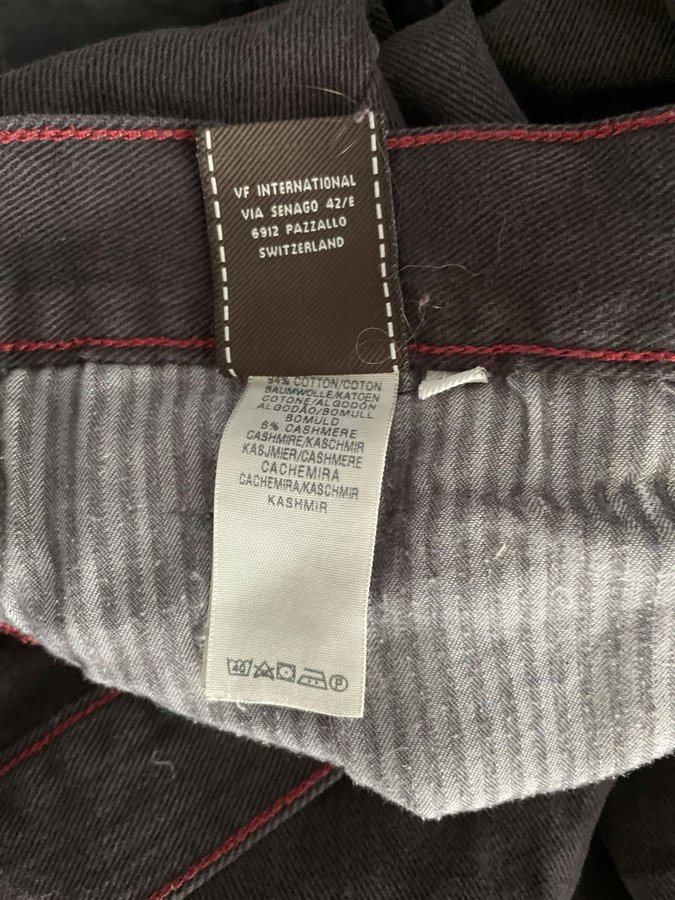 VF INTERNATIONAL
VIA SENAGO 42/E
6912 PAZZALLO
SWITZERLAND
94% COTTON/COTON
BAUMWOLLE/KATOEN
COTONE/ALGODÓN
ALGODÃO/BOMULL
BOMULD
6% CASHMERE
CASHMIRE/KASCHMIR
KASJMIER/CASHMERE
CACHEMIRA
CACHEMIRA/KASCHMIR
KASHMIR
40
P